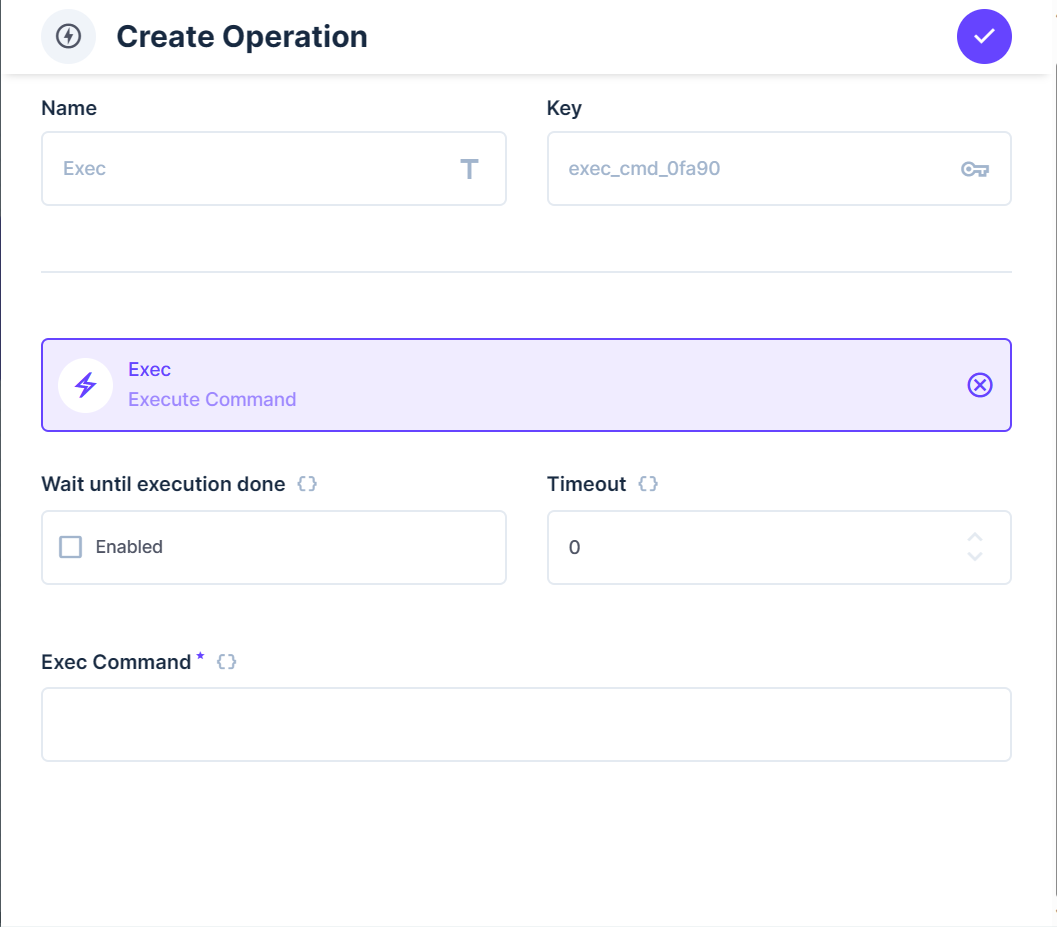 Create Operation
Name
Key
Exec
exec_cmd_0fa90
Exec
Execute Command
Wait until execution done {}
Timeout {}
Enabled
0
Exec Command * {}